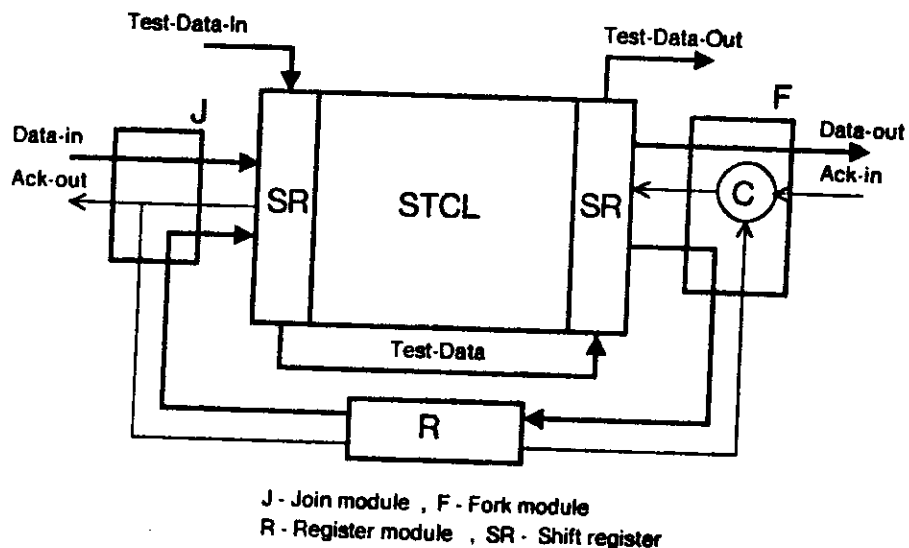 Test-Data-In
Test-Data-Out
J
F
Data-in
Data-out
Ack-out
Ack-in
SR
STCL
SR
C
Test-Data
R
J - Join module , F - Fork module
R - Register module , SR - Shift register